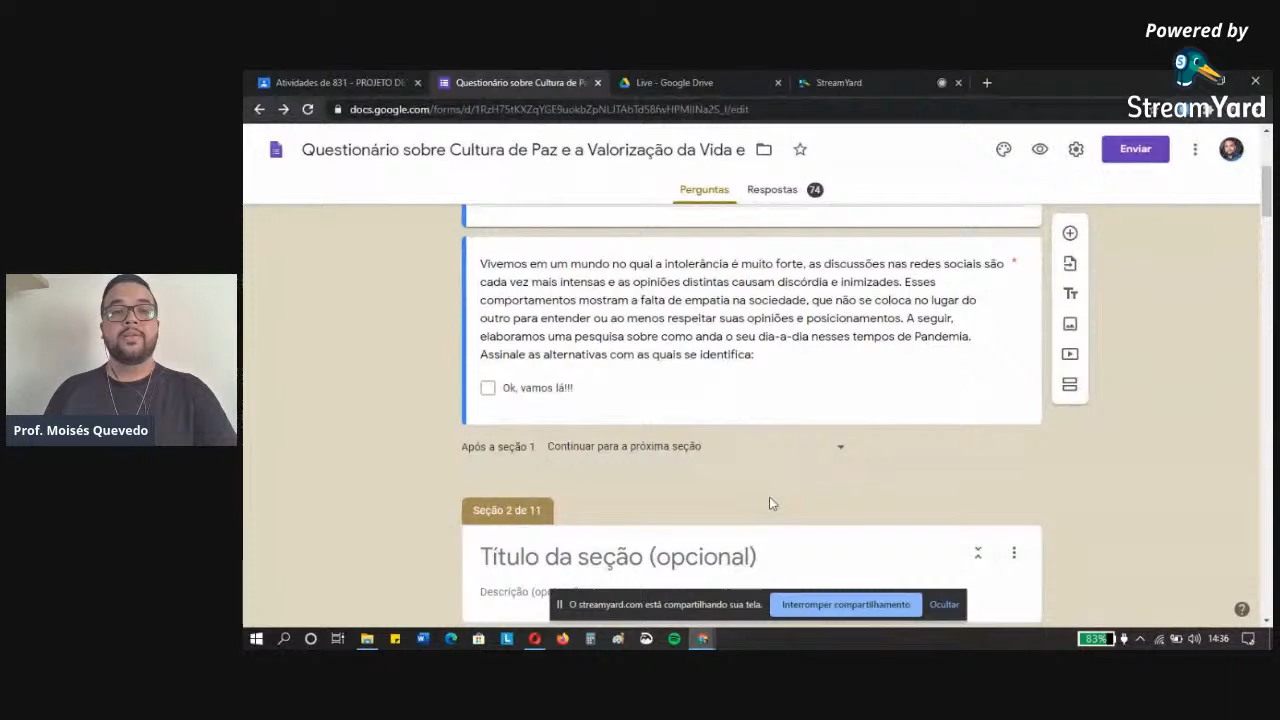 Powered by
StreamYard
Atividades de 831 - PROJETO DE
Questionário sobre Cultura de Pa
Live - Google Drive
StreamYard
Questionário sobre Cultura de Paz e a Valorização da Vida e
Enviar
Perguntas
Respostas 74
Vivemos em um mundo no qual a intolerância é muito forte, as discussões nas redes sociais são *
cada vez mais intensas e as opiniões distintas causam discórdia e inimizades. Esses
comportamentos mostram a falta de empatia na sociedade, que não se coloca no lugar do
outro para entender ou ao menos respeitar suas opiniões e posicionamentos. A seguir,
elaboramos uma pesquisa sobre como anda o seu dia-a-dia nesses tempos de Pandemia.
Assinale as alternativas com as quais se identifica:
Ok, vamos lá!!!
Prof. Moisés Quevedo
Após a seção 1 Continuar para a próxima seção
Seção 2 de 11
Título da seção (opcional)
Descrição
O streamyard.com está compartilhando sua tela.
Interromper compartilhamento
Ocultar
83%
14:36